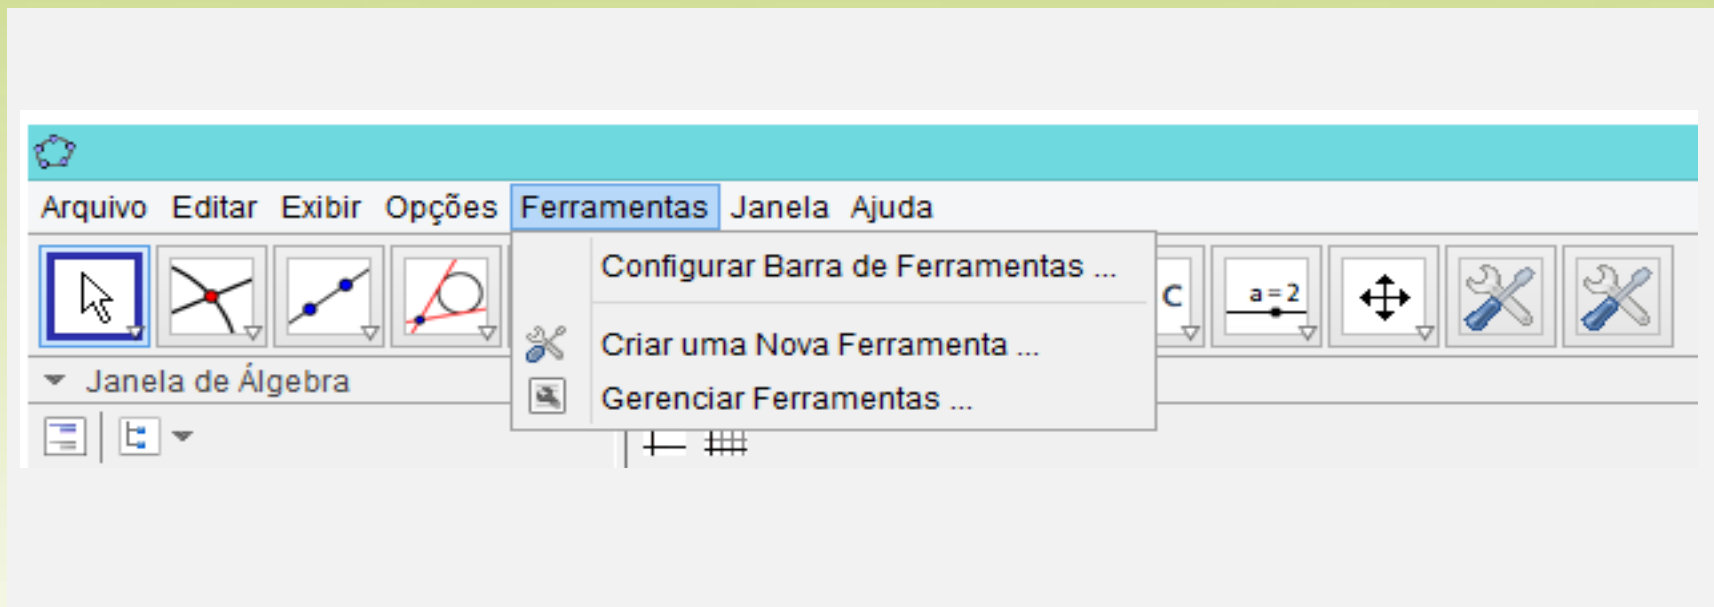 Arquivo Editar Exibir Opções Ferramentas Janela Ajuda
Configurar Barra de Ferramentas ...
C
a = 2
Criar uma Nova Ferramenta ...
Janela de Álgebra
Gerenciar Ferramentas ...